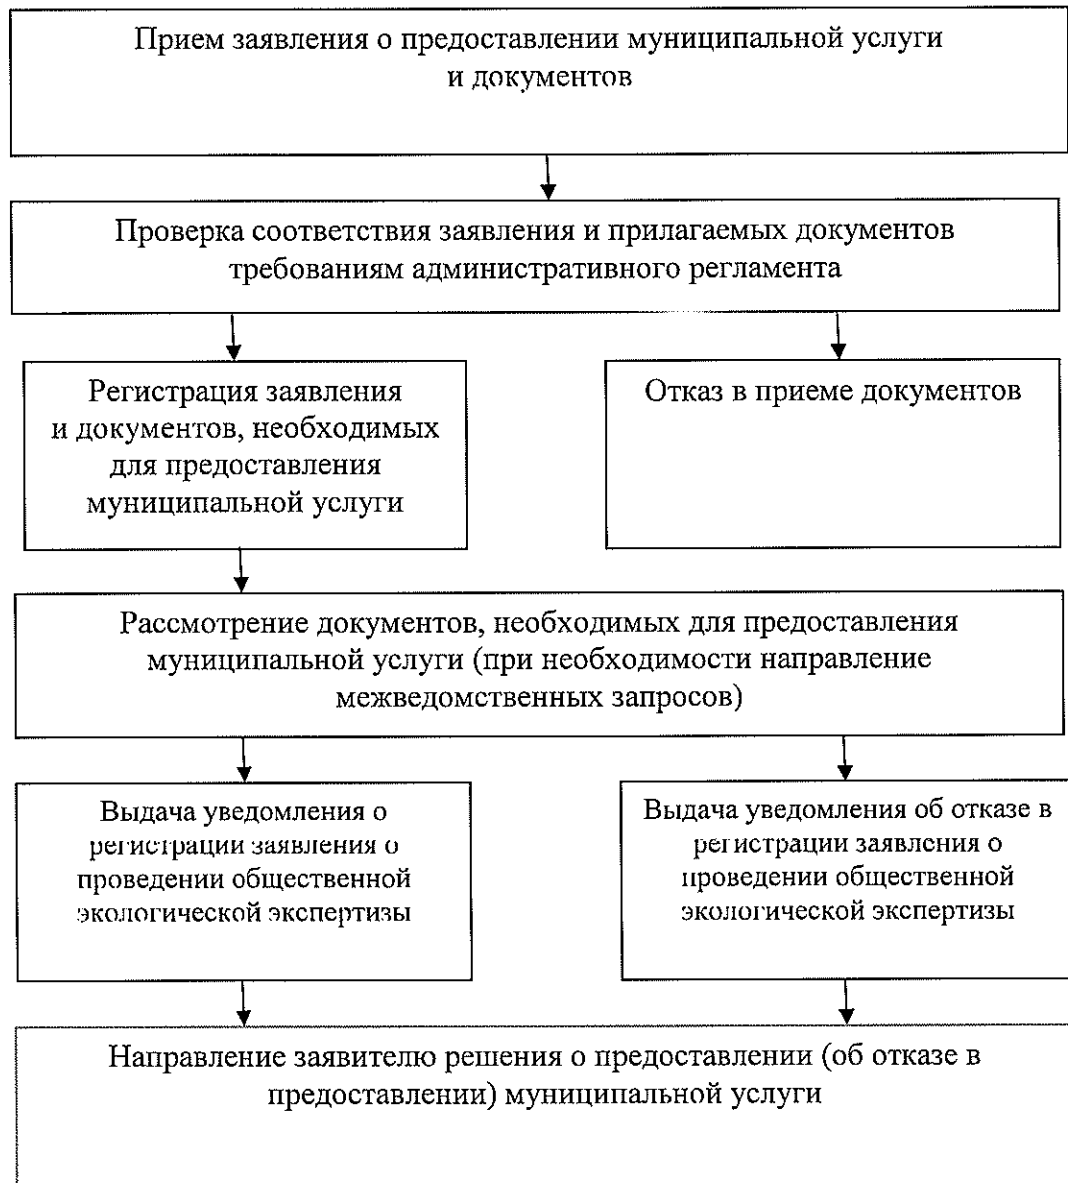 Прием заявления о предоставлении муниципальной услуги
и документов
Проверка соответствия заявления и прилагаемых документов
требованиям административного регламента
Регистрация заявления
и документов, необходимых
для предоставления
муниципальной услуги
Отказ в приеме документов
Рассмотрение документов, необходимых для предоставления
муниципальной услуги (при необходимости направление
межведомственных запросов)
Выдача уведомления о
регистрации заявления о
проведении общественной
экологической экспертизы
Выдача уведомления об отказе в
регистрации заявления о
проведении общественной
экологической экспертизы
Направление заявителю решения о предоставлении (об отказе в
предоставлении) муниципальной услуги